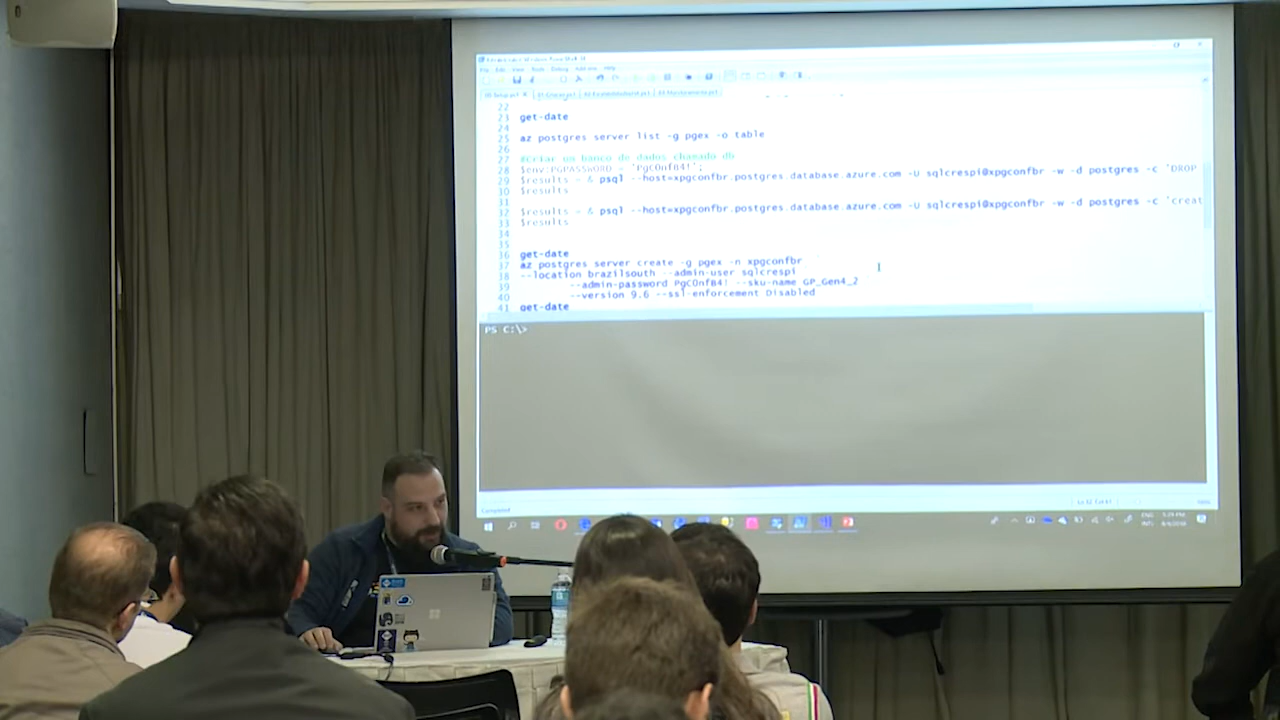 22
23 get-date
24
25 az postgres server list -g pgex -o table
26
27 #Criar um banco de dados chamado db
28 $env:PGPASSWORD = 'PgC0nfB4!';
29 $results = & psql --host=xpgconfbr.postgres.database.azure.com -U sqlcrespi@xpgconfbr -w -d postgres -c 'DROP
30 $results
31
32 $results = & psql --host=xpgconfbr.postgres.database.azure.com -U sqlcrespi@xpgconfbr -w -d postgres -c 'creat
33 $results
34
35
36 get-date
37 az postgres server create -g pgex -n xpgconfbr
38 --location brazilsouth --admin-user sqlcrespi
39 --admin-password PgC0nfB4! --sku-name GP_Gen4_2
40 --version 9.6 --ssl-enforcement Disabled
41 get-date
PS C:\>
Completed